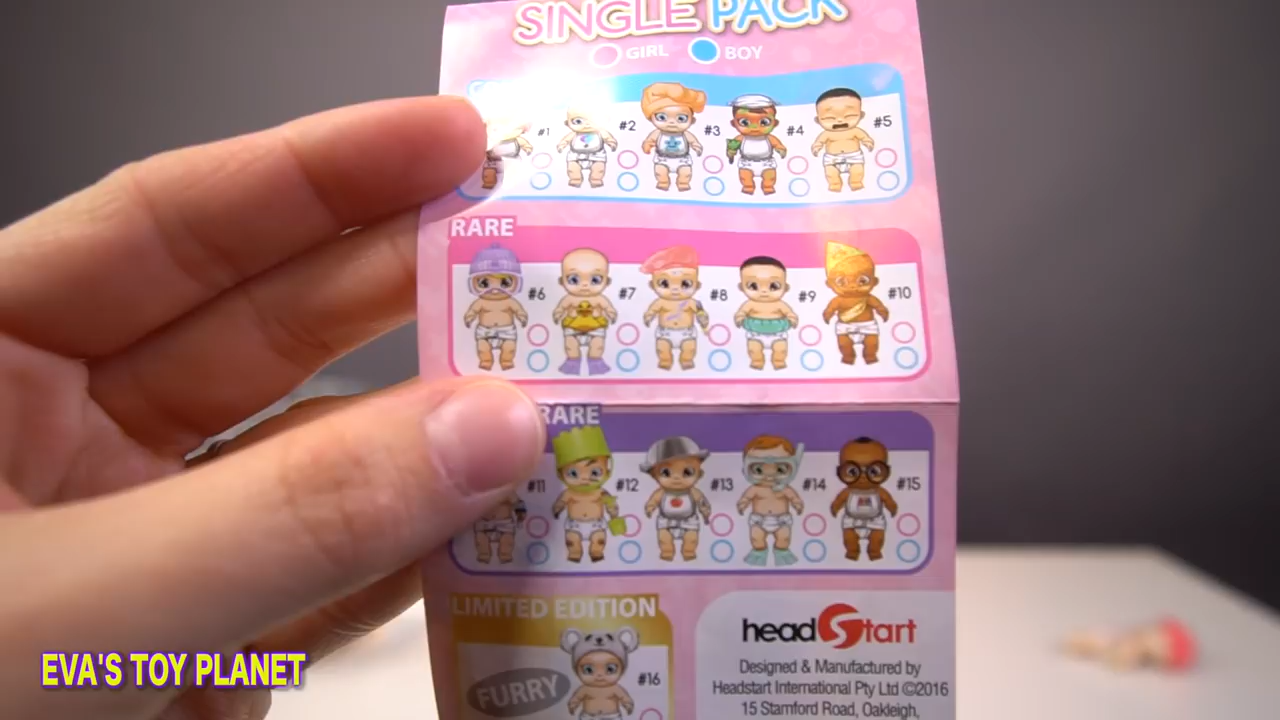 SINGLE PACK
GIRL BOY
#1 #2 #3 #4 #5
RARE
#6 #7 #8 #9 #10
RARE
#11 #12 #13 #14 #15
LIMITED EDITION
FURRY #16
headStart
Designed & Manufactured by
Headstart International Pty Ltd ©2016
15 Stamford Road, Oakleigh,
EVA'S TOY PLANET